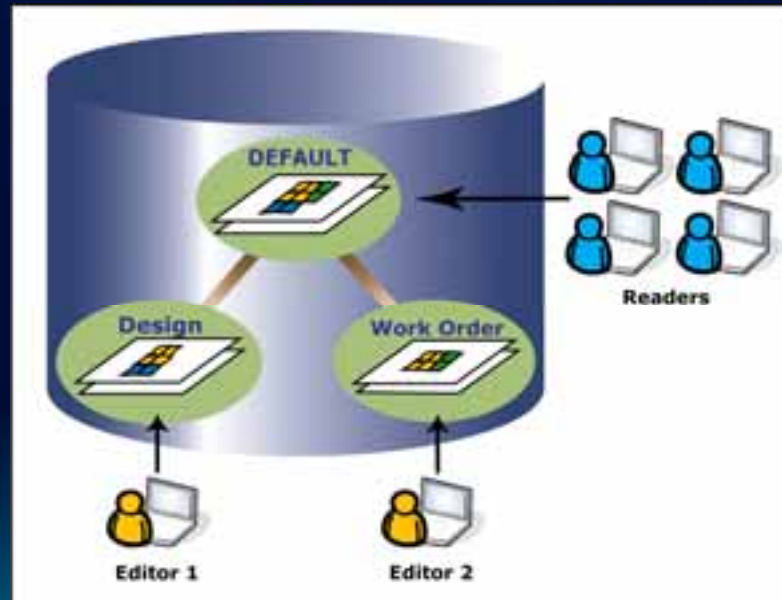 DEFAULT
Readers
Design
Work Order
Editor 1
Editor 2